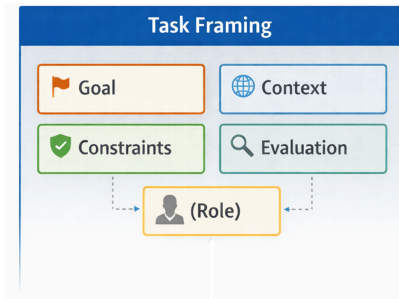 Task Framing
Goal
Context
Constraints
Evaluation
(Role)